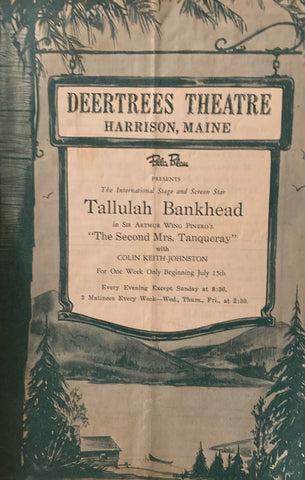 DEERTREES THEATRE
HARRISON, MAINE
Bela Blau
PRESENTS
The International Stage and Screen Star
Tallulah Bankhead
in SIR ARTHUR WING PINERO'S
"The Second Mrs. Tanqueray"
with
COLIN KEITH-JOHNSTON
For One Week Only Beginning July 15th
Every Evening Except Sunday at 8:30.
3 Matinees Every Week—Wed., Thurs., Fri., at 2:30.